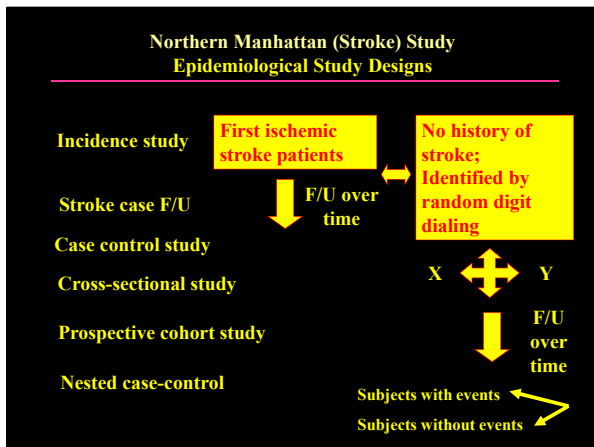 Northern Manhattan (Stroke) Study
Epidemiological Study Designs
Incidence study
First ischemic
stroke patients
No history of
stroke;
Identified by
random digit
dialing
Stroke case F/U
F/U over
time
Case control study
Cross-sectional study
X
Y
Prospective cohort study
F/U
over
time
Nested case-control
Subjects with events
Subjects without events